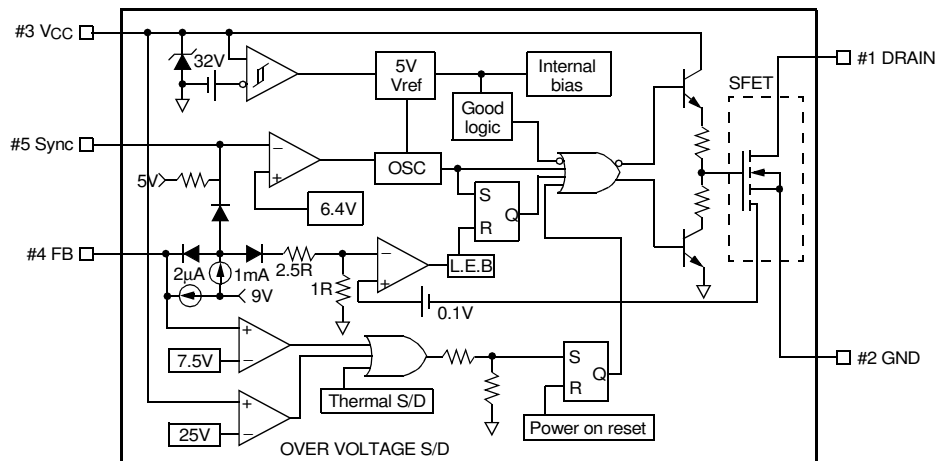 #3 VCC
#1 DRAIN
32V
5V
Vref
Internal
bias
SFET
Good
logic
#5 Sync
5V
OSC
6.4V
S
R
Q
#4 FB
2μA
1mA
2.5R
9V
1R
L.E.B
0.1V
7.5V
Thermal S/D
S
R
Q
#2 GND
25V
Power on reset
OVER VOLTAGE S/D